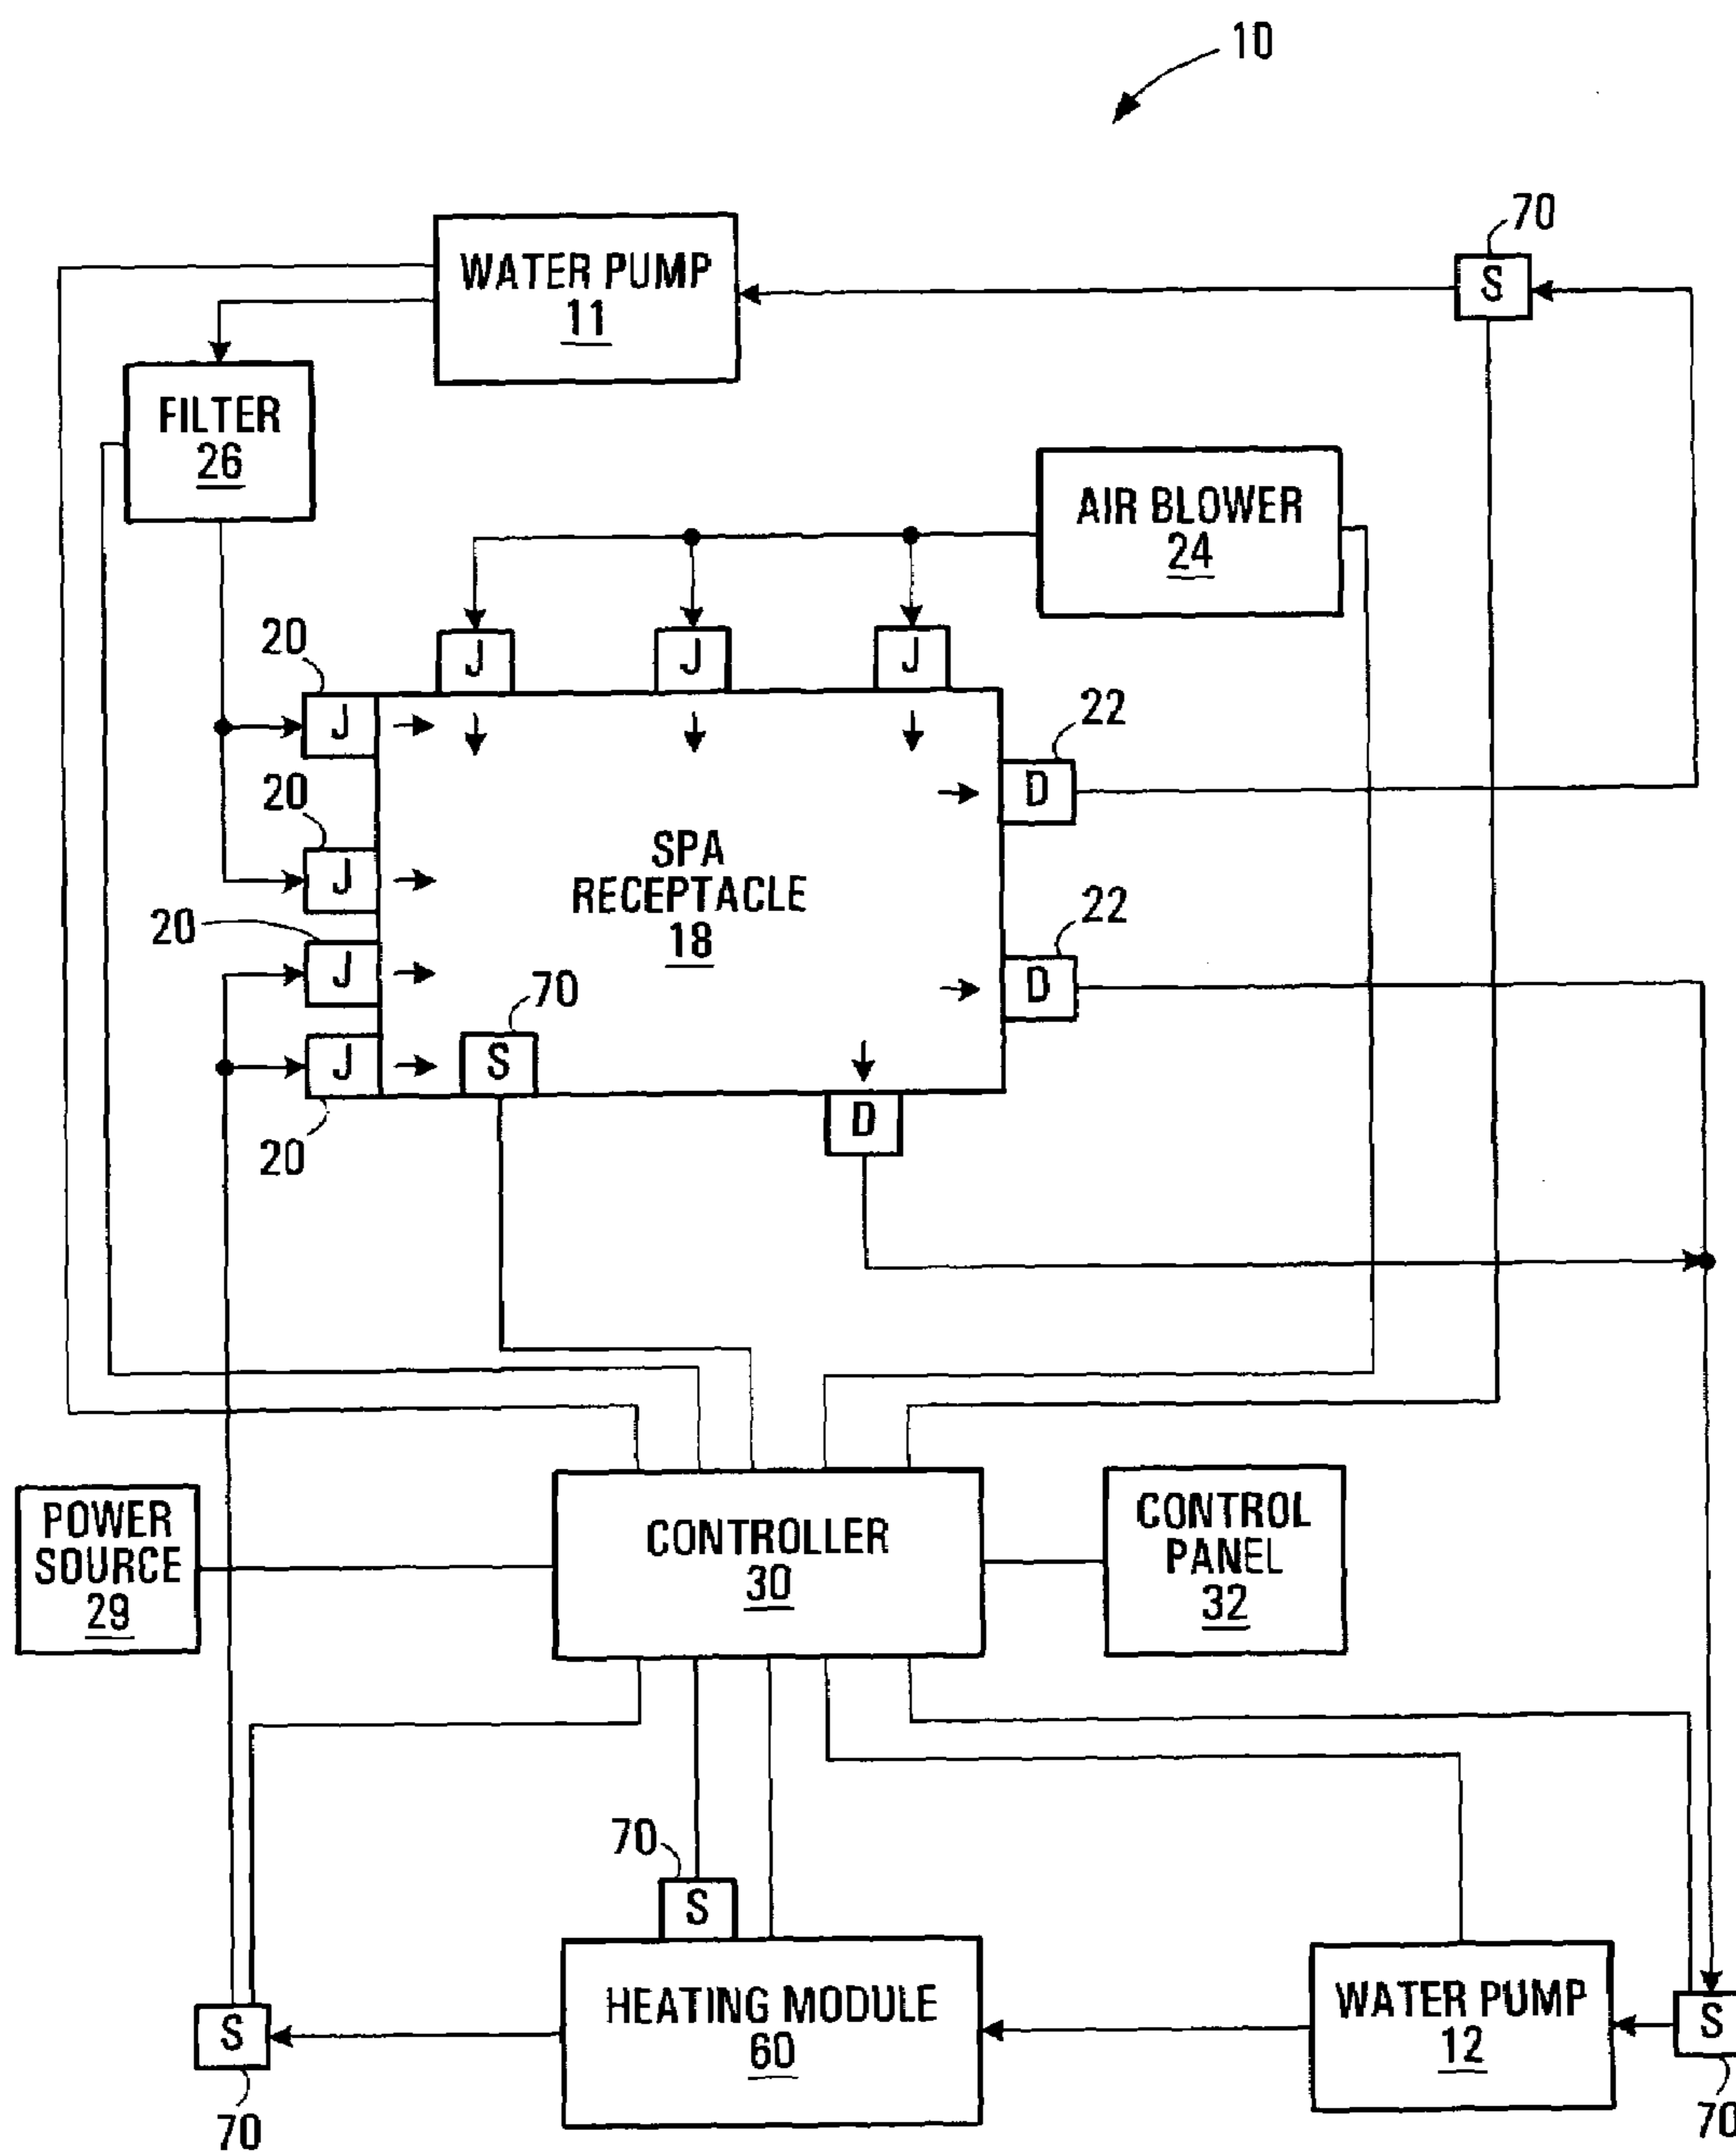 10
70
S
WATER PUMP
11
FILTER
26
AIR BLOWER
24
J
J
J
20
J
22
D
20
J
SPA
RECEPTACLE
18
22
D
20
J
70
S
20
J
D
POWER
SOURCE
29
CONTROLLER
30
CONTROL
PANEL
32
70
S
HEATING MODULE
60
WATER PUMP
12
S
70
S
70